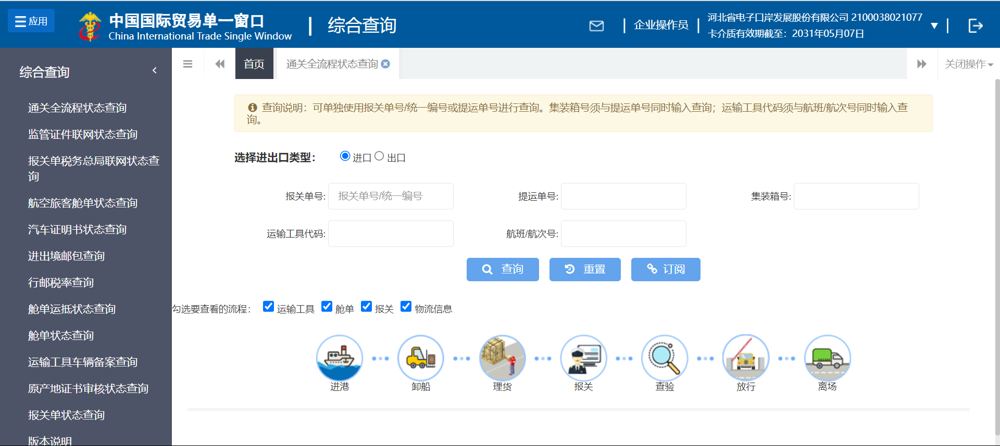 应用
中国国际贸易单一窗口
China International Trade Single Window
综合查询
企业操作员
河北省电子口岸发展股份有限公司 2100038021077
卡介质有效期截至：2031年05月07日
综合查询
通关全流程状态查询
监管证件联网状态查询
报关单税务总局联网状态查
询
航空旅客舱单状态查询
汽车证明书状态查询
进出境邮包查询
行邮税率查询
舱单运抵状态查询
舱单状态查询
运输工具车辆备案查询
原产地证书审核状态查询
报关单状态查询
版本说明
首页
通关全流程状态查询
关闭操作
查询说明：可单独使用报关单号/统一编号或提运单号进行查询。集装箱号须与提运单号同时输入查询；运输工具代码须与航班/航次号同时输入查
询。
选择进出口类型：
进口 出口
报关单号: 报关单号/统一编号
提运单号:
集装箱号:
运输工具代码:
航班/航次号:
查询
重置
订阅
勾选要查看的流程： 运输工具 舱单 报关 物流信息
进港
卸船
理货
报关
查验
放行
离场